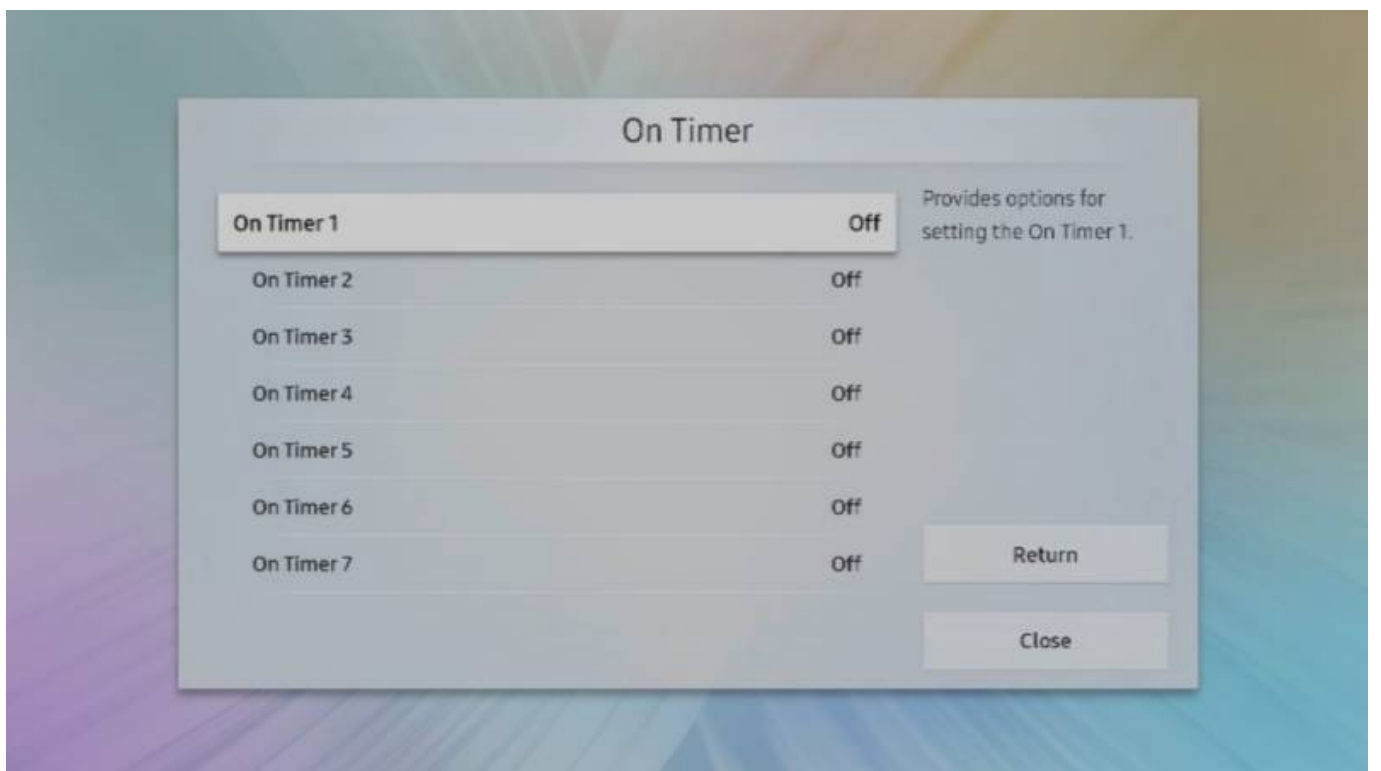 On Timer
On Timer 1 Off
Provides options for
setting the On Timer 1.
On Timer 2 Off
On Timer 3 Off
On Timer 4 Off
On Timer 5 Off
On Timer 6 Off
On Timer 7 Off
Return
Close